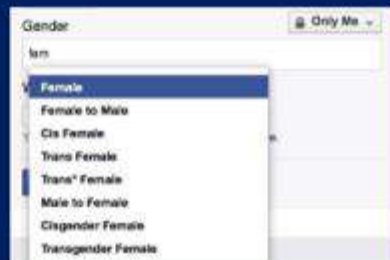 Gender
Only Me
fem
Female
Female to Male
Cis Female
Trans Female
Trans* Female
Male to Female
Cisgender Female
Transgender Female